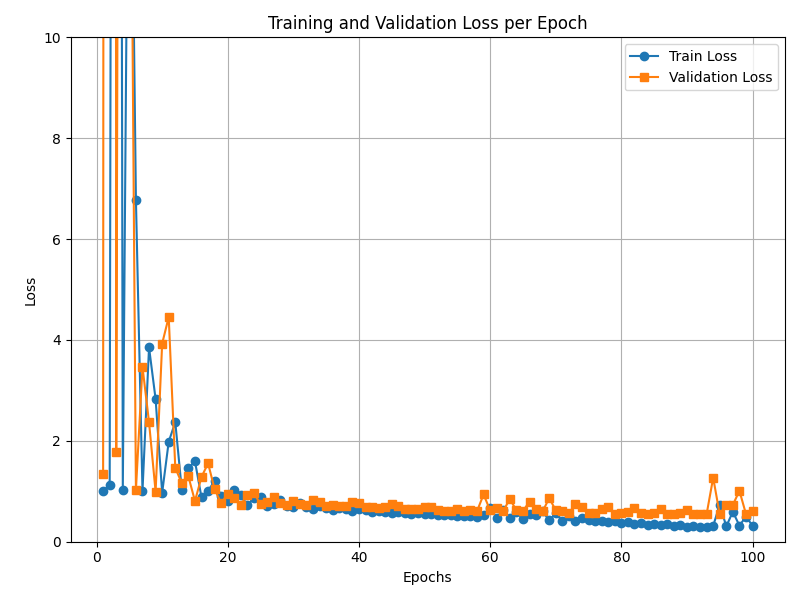 Training and Validation Loss per Epoch
Train Loss
Validation Loss
Loss
10
8
6
4
2
0
0 20 40 60 80 100
Epochs